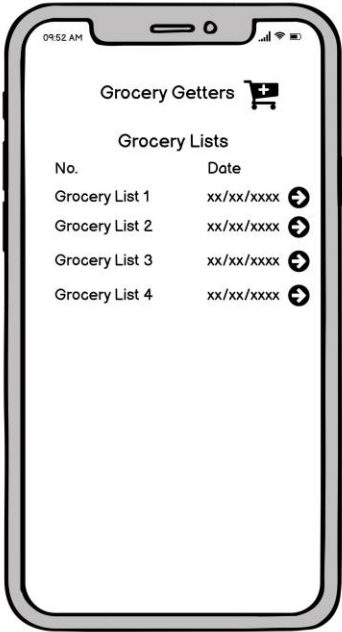 09:52 AM
Grocery Getters
Grocery Lists
No. Date
Grocery List 1 xx/xx/xxxx
Grocery List 2 xx/xx/xxxx
Grocery List 3 xx/xx/xxxx
Grocery List 4 xx/xx/xxxx